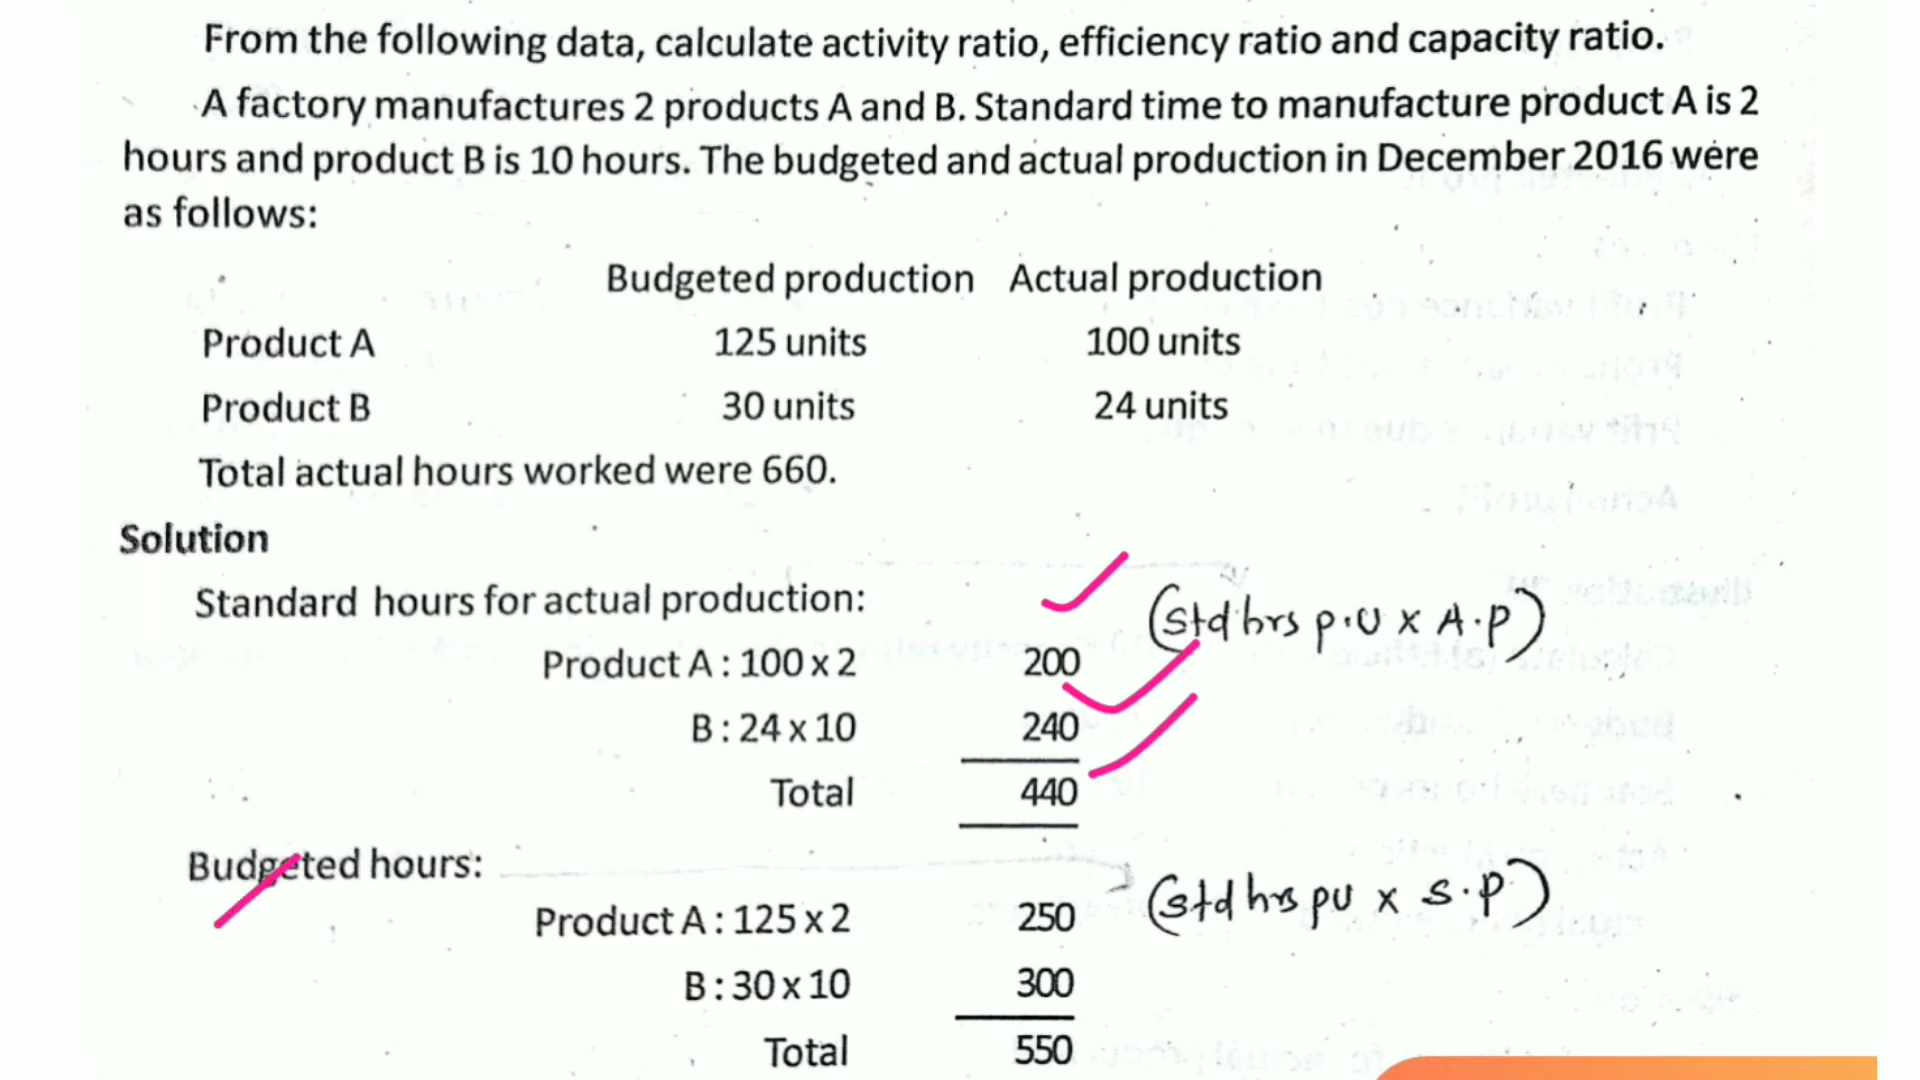 From the following data, calculate activity ratio, efficiency ratio and capacity ratio.
A factory manufactures 2 products A and B. Standard time to manufacture product A is 2
hours and product B is 10 hours. The budgeted and actual production in December 2016 were
as follows:
Budgeted production Actual production
Product A 125 units 100 units
Product B 30 units 24 units
Total actual hours worked were 660.
Solution
Standard hours for actual production: (Std hrs p.U x A.P)
Product A : 100 x 2 200
B : 24 x 10 240
Total 440
Budgeted hours: (Std hrs pU x S.P)
Product A : 125 x 2 250
B : 30 x 10 300
Total 550